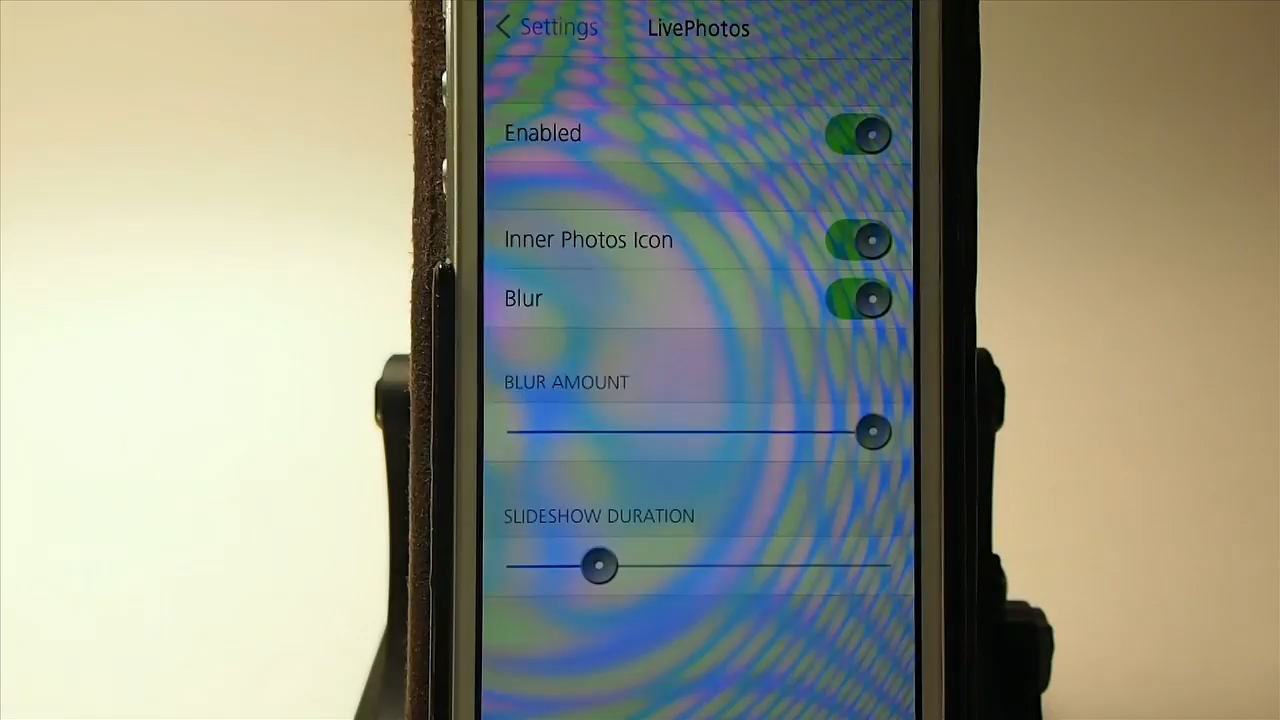 Settings
LivePhotos
Enabled
Inner Photos Icon
Blur
BLUR AMOUNT
SLIDESHOW DURATION